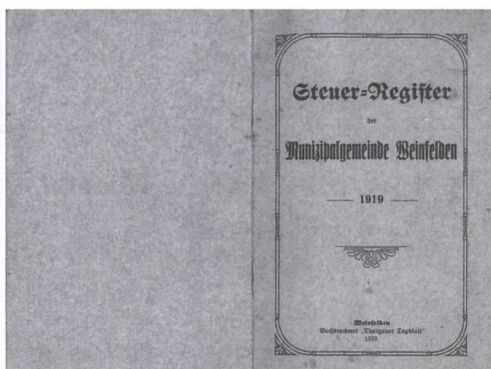 Steuer=Register
der
Munizipalgemeinde Weinfelden
1919
Weinfelden
Buchdruckerei „Thurgauer Tagblatt"
1919.